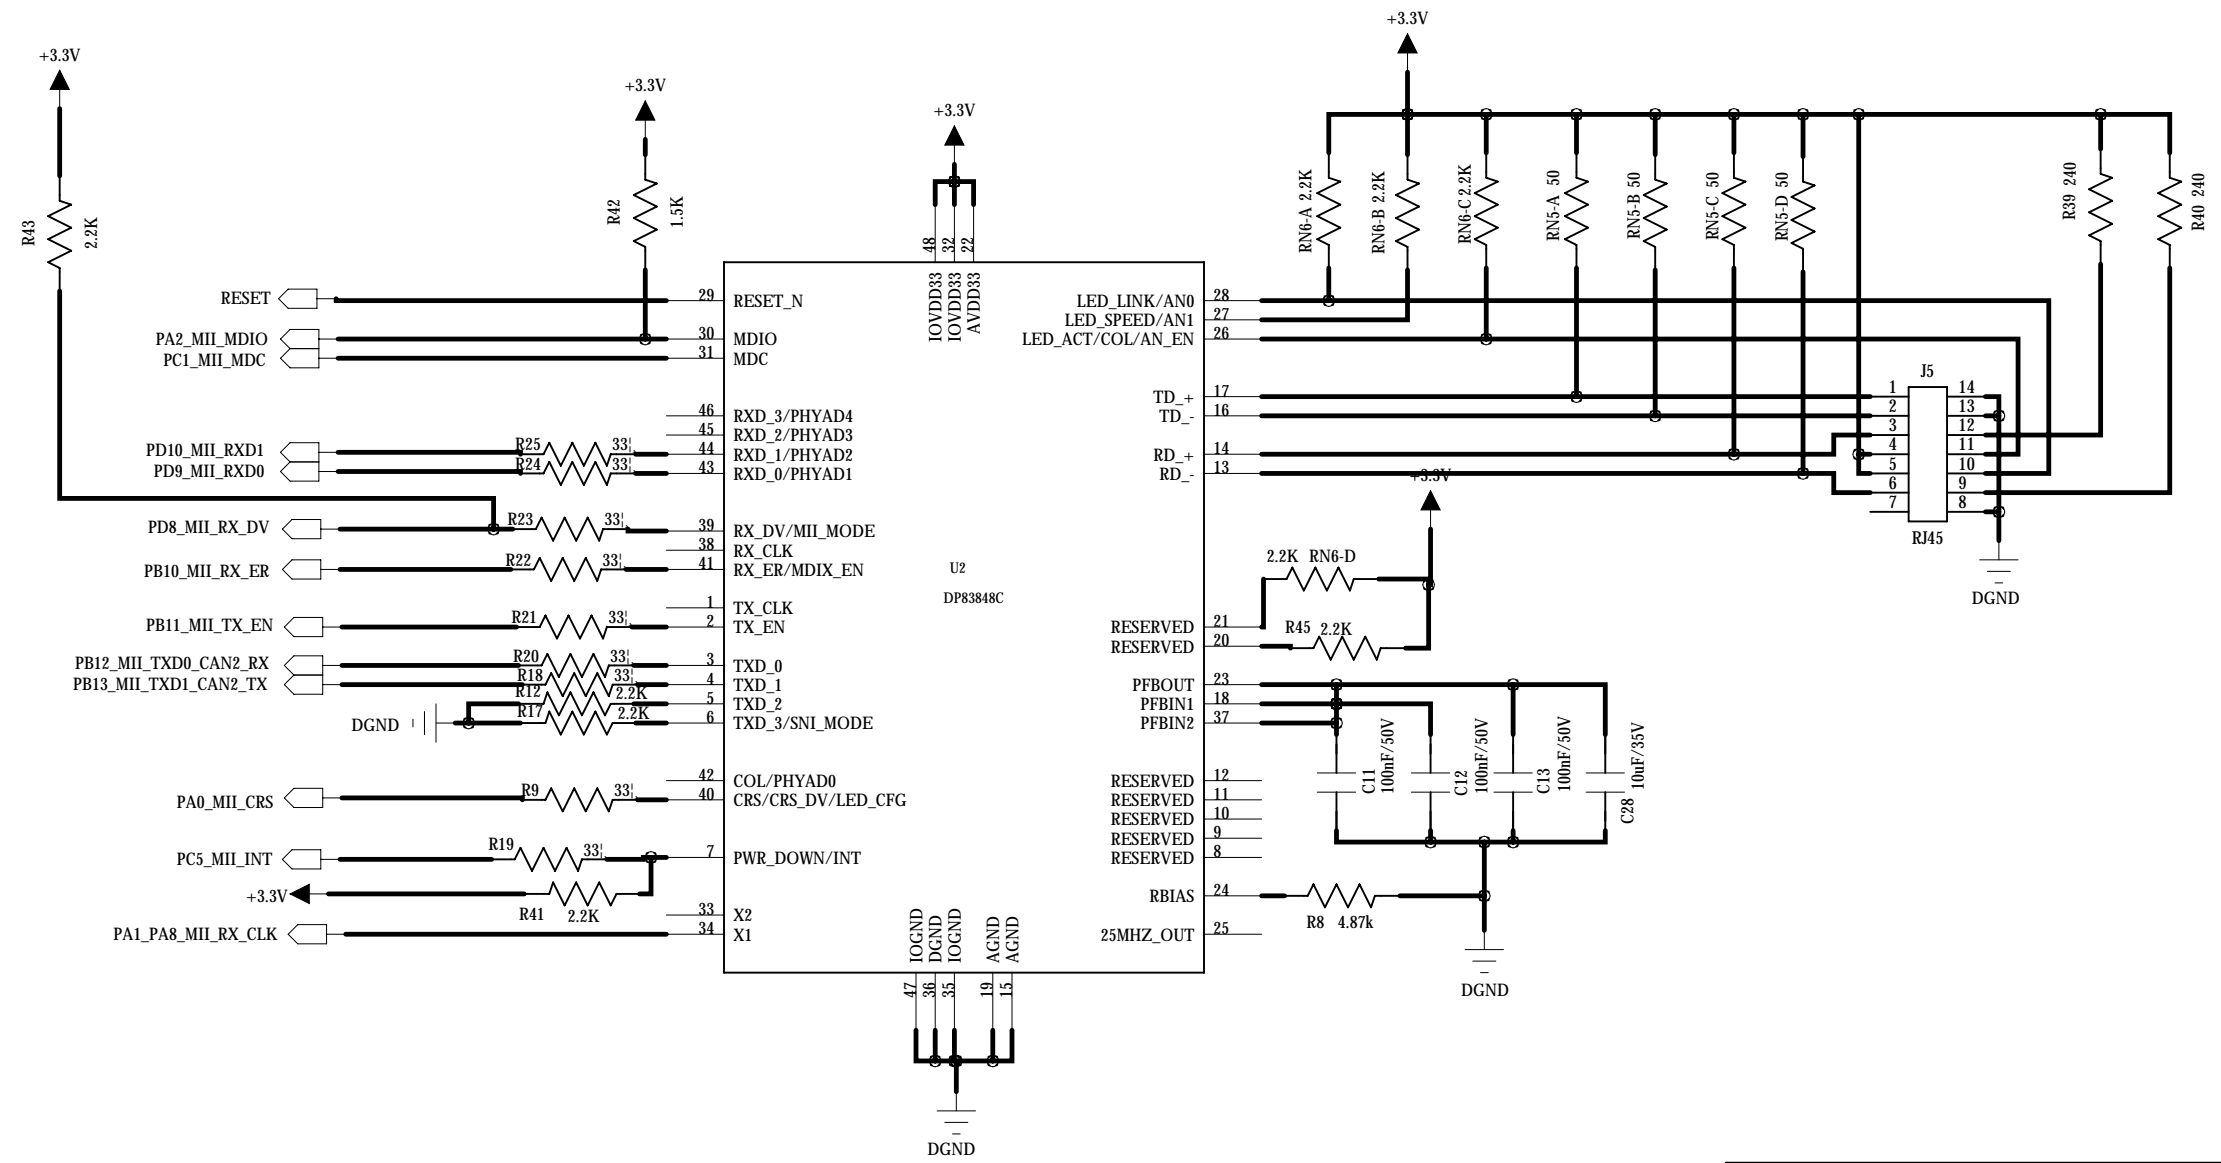 +3.3V
+3.3V
+3.3V
+3.3V
R43
2.2K
R42
1.5K
48
32
22
IOVDD33
IOVDD33
AVDD33
RN6-A 2.2K
RN6-B 2.2K
RN6-C 2.2K
RN5-A 50
RN5-B 50
RN5-C 50
RN5-D 50
R39 240
R40 240
RESET
29
RESET_N
PA2_MII_MDIO
30
MDIO
PC1_MII_MDC
31
MDC
46
RXD_3/PHYAD4
45
RXD_2/PHYAD3
PD10_MII_RXD1
R25
33
44
RXD_1/PHYAD2
PD9_MII_RXD0
R24
33
43
RXD_0/PHYAD1
PD8_MII_RX_DV
R23
33
39
RX_DV/MII_MODE
38
RX_CLK
PB10_MII_RX_ER
R22
33
41
RX_ER/MDIX_EN
1
TX_CLK
PB11_MII_TX_EN
R21
33
2
TX_EN
PB12_MII_TXD0_CAN2_RX
R20
33
3
TXD_0
PB13_MII_TXD1_CAN2_TX
R18
33
4
TXD_1
R12
2.2K
5
TXD_2
DGND
R17
2.2K
6
TXD_3/SNI_MODE
42
COL/PHYAD0
PA0_MII_CRS
R9
33
40
CRS/CRS_DV/LED_CFG
PC5_MII_INT
R19
33
7
PWR_DOWN/INT
+3.3V
R41
2.2K
33
X2
PA1_PA8_MII_RX_CLK
34
X1
U2
DP83848C
LED_LINK/AN0
28
LED_SPEED/AN1
27
LED_ACT/COL/AN_EN
26
TD_+
17
TD_-
16
RD_+
14
RD_-
13
+3.3V
2.2K RN6-D
RESERVED
21
R45 2.2K
RESERVED
20
PFBOUT
23
PFBIN1
18
PFBIN2
37
C11
100nF/50V
C12
100nF/50V
C13
100nF/50V
C28
10uF/35V
RESERVED
12
RESERVED
11
RESERVED
10
RESERVED
9
RESERVED
8
RBIAS
24
R8 4.87k
25MHZ_OUT
25
DGND
J5
1
14
2
13
3
12
4
11
5
10
6
9
7
8
RJ45
DGND
IOGND
DGND
IOGND
AGND
AGND
47
36
35
19
15
DGND